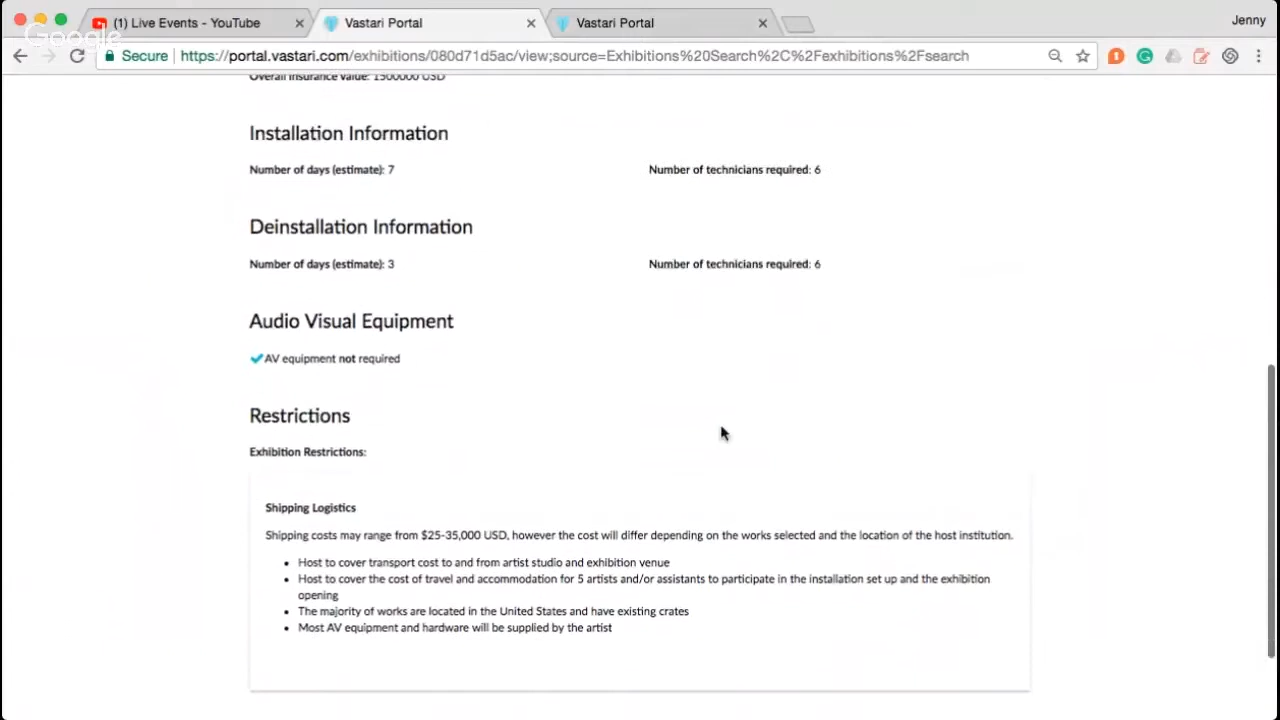 (1) Live Events - YouTube
Vastari Portal
Vastari Portal
Jenny
Google
Secure
https://portal.vastari.com/exhibitions/080d71d5ac/view;source=Exhibitions%20Search%2C%2Fexhibitions%2Fsearch
Overall insurance value: 1500000 USD
Installation Information
Number of days (estimate): 7
Number of technicians required: 6
Deinstallation Information
Number of days (estimate): 3
Number of technicians required: 6
Audio Visual Equipment
AV equipment not required
Restrictions
Exhibition Restrictions:
Shipping Logistics
Shipping costs may range from $25-35,000 USD, however the cost will differ depending on the works selected and the location of the host institution.
• Host to cover transport cost to and from artist studio and exhibition venue
• Host to cover the cost of travel and accommodation for 5 artists and/or assistants to participate in the installation set up and the exhibition
opening
• The majority of works are located in the United States and have existing crates
• Most AV equipment and hardware will be supplied by the artist